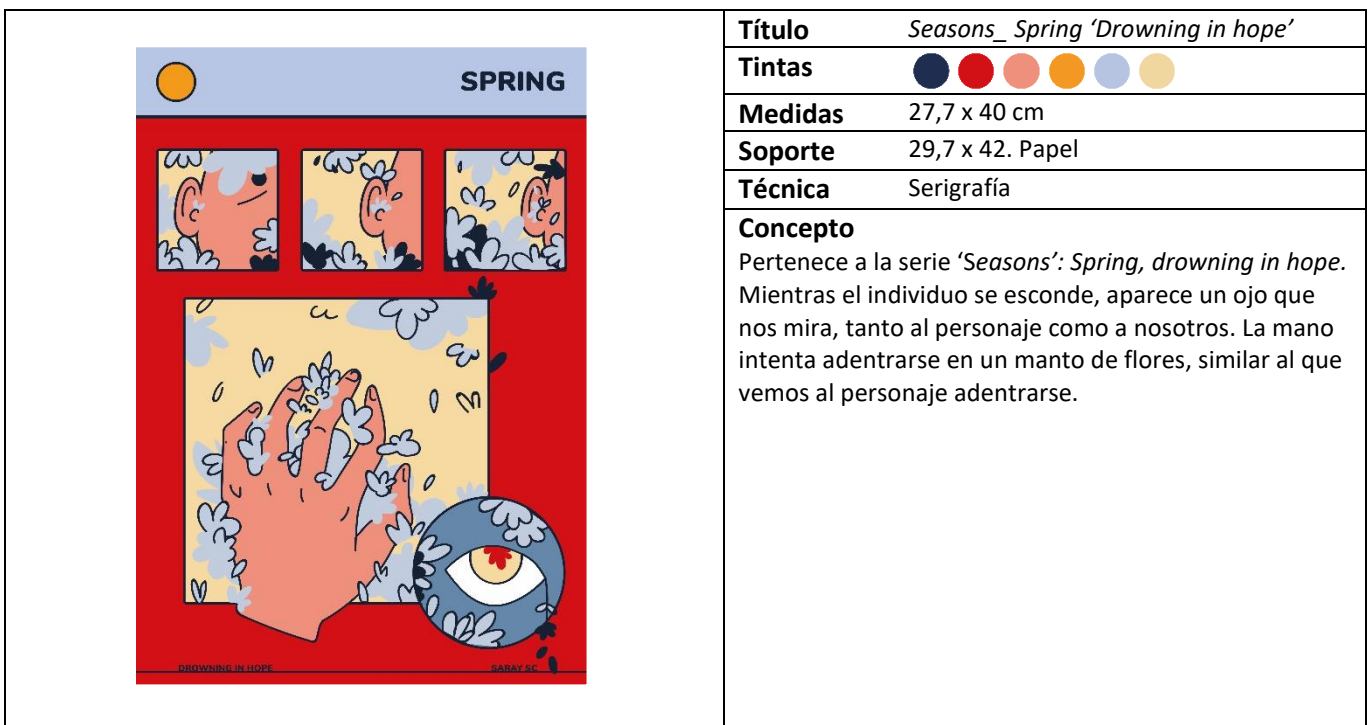 SPRING
DROWNING IN HOPE
SARAY SC
Título Seasons_ Spring ‘Drowning in hope’
Tintas
Medidas 27,7 x 40 cm
Soporte 29,7 x 42. Papel
Técnica Serigrafía
Concepto
Pertenece a la serie ‘Seasons’: Spring, drowning in hope.
Mientras el individuo se esconde, aparece un ojo que
nos mira, tanto al personaje como a nosotros. La mano
intenta adentrarse en un manto de flores, similar al que
vemos al personaje adentrarse.